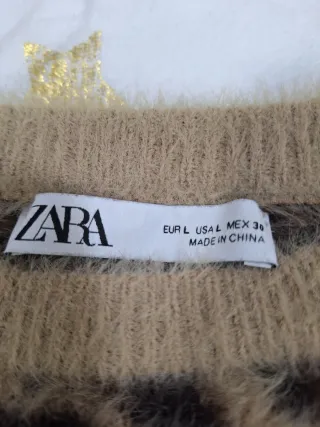 ZARA
EUR L USA L MEX 30
MADE IN CHINA